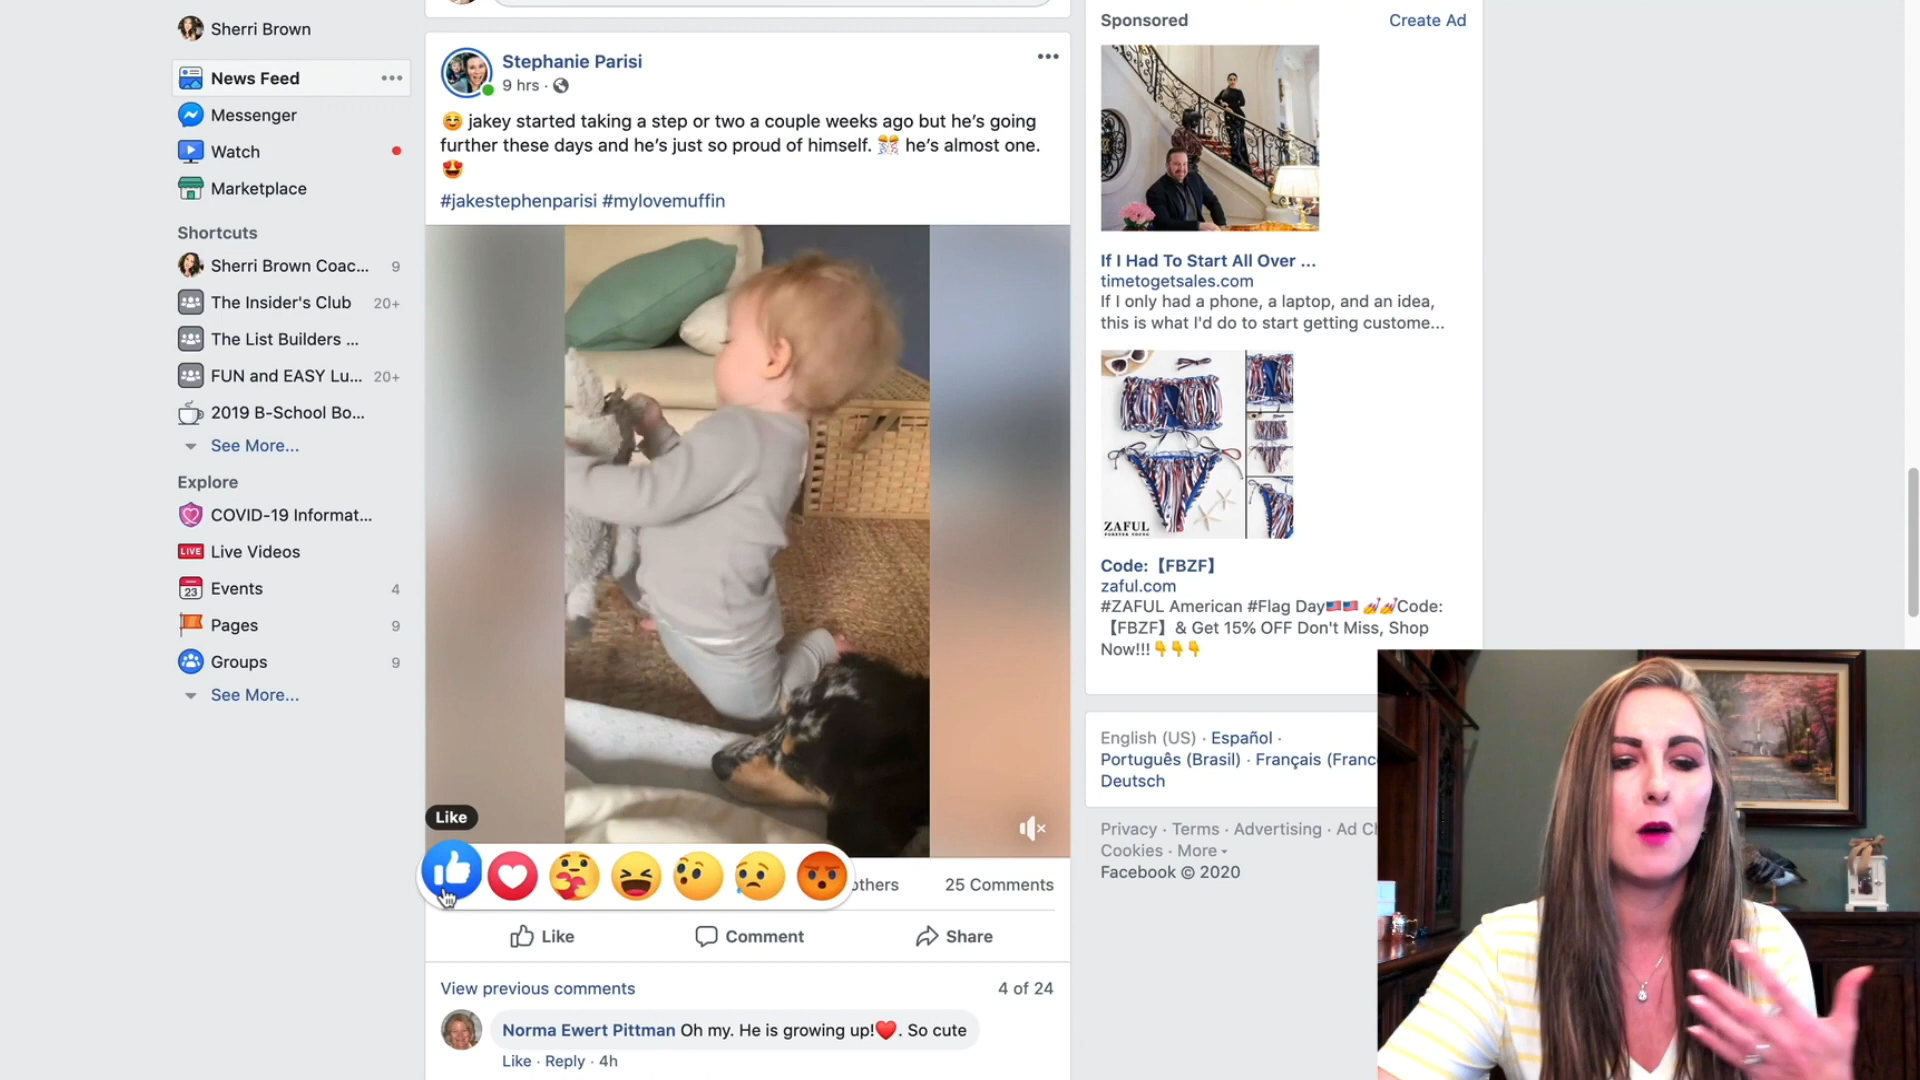 Sherri Brown
News Feed
Messenger
Watch
Marketplace
Shortcuts
Sherri Brown Coac... 9
The Insider's Club 20+
The List Builders ...
FUN and EASY Lu... 20+
2019 B-School Bo...
See More...
Explore
COVID-19 Informat...
LIVE Live Videos
23 Events 4
Pages 9
Groups 9
See More...
Stephanie Parisi
9 hrs ·
😊 jakey started taking a step or two a couple weeks ago but he's going
further these days and he's just so proud of himself. 🎊 he's almost one.
😍
#jakestephenparisi #mylovemuffin
Like
others 25 Comments
Like Comment Share
View previous comments 4 of 24
Norma Ewert Pittman Oh my. He is growing up!❤️. So cute
Like · Reply · 4h
Sponsored Create Ad
If I Had To Start All Over ...
timetogetsales.com
If I only had a phone, a laptop, and an idea,
this is what I'd do to start getting custome...
ZAFUL
FOREVER YOUNG
Code:【FBZF】
zaful.com
#ZAFUL American #Flag Day🇺🇸🇺🇸 💅💅Code:
【FBZF】& Get 15% OFF Don't Miss, Shop
Now!!!👇👇👇
English (US) · Español ·
Português (Brasil) · Français (Franc
Deutsch
Privacy · Terms · Advertising · Ad Ch
Cookies · More
Facebook © 2020